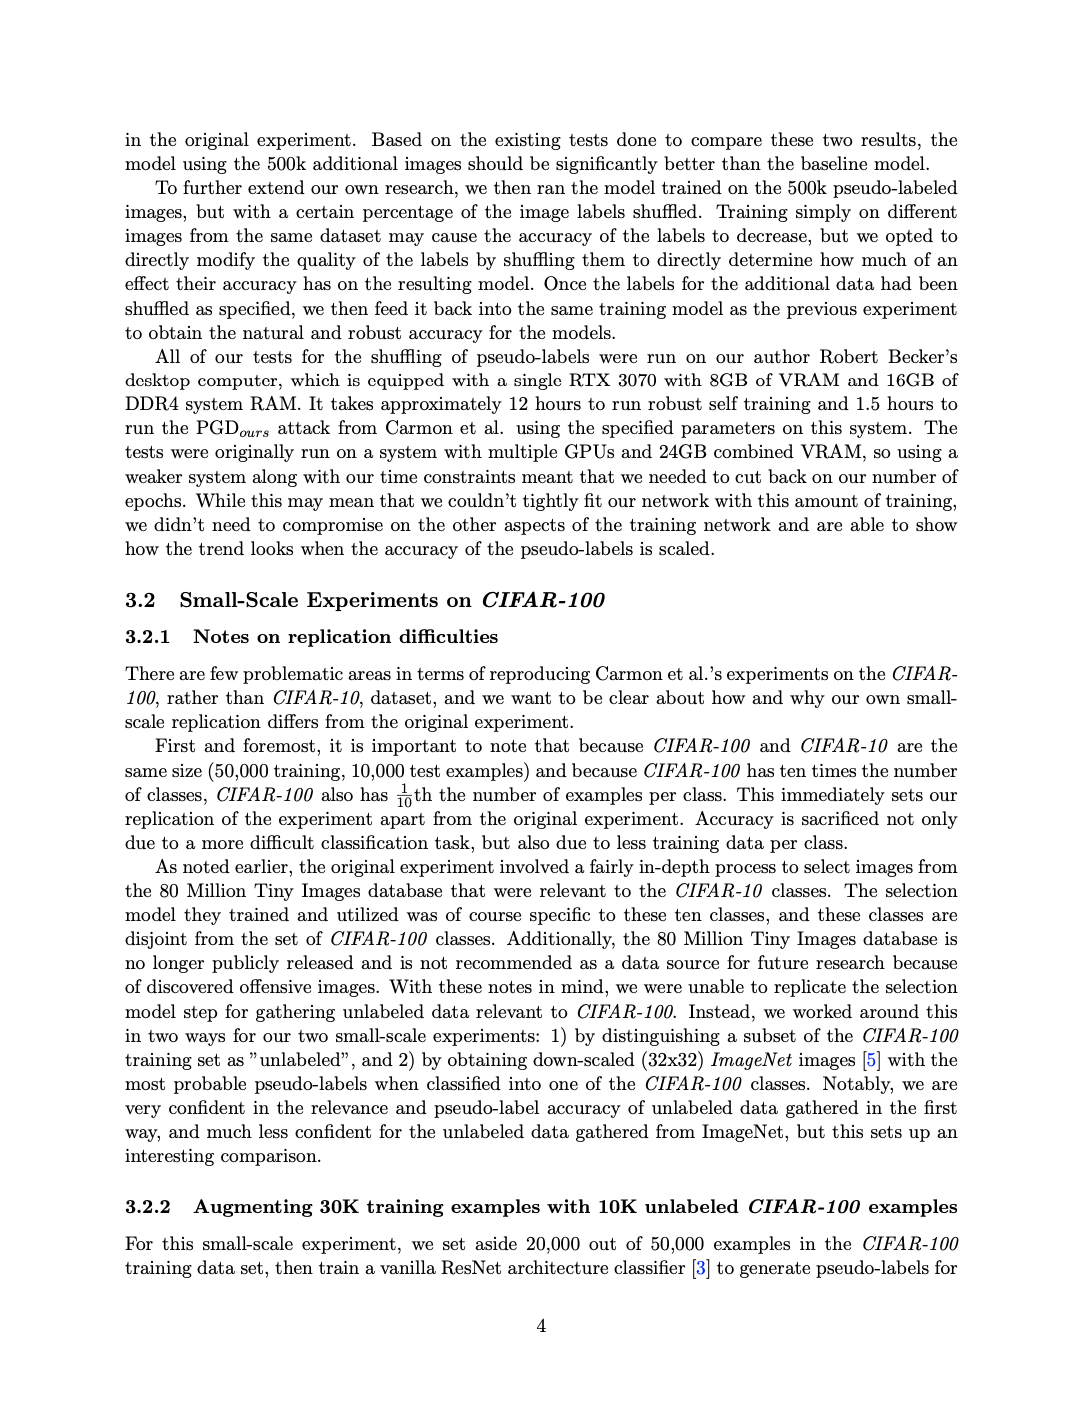 in the original experiment. Based on the existing tests done to compare these two results, the
model using the 500k additional images should be significantly better than the baseline model.
To further extend our own research, we then ran the model trained on the 500k pseudo-labeled
images, but with a certain percentage of the image labels shuffled. Training simply on different
images from the same dataset may cause the accuracy of the labels to decrease, but we opted to
directly modify the quality of the labels by shuffling them to directly determine how much of an
effect their accuracy has on the resulting model. Once the labels for the additional data had been
shuffled as specified, we then feed it back into the same training model as the previous experiment
to obtain the natural and robust accuracy for the models.
All of our tests for the shuffling of pseudo-labels were run on our author Robert Becker's
desktop computer, which is equipped with a single RTX 3070 with 8GB of VRAM and 16GB of
DDR4 system RAM. It takes approximately 12 hours to run robust self training and 1.5 hours to
run the PGDours attack from Carmon et al. using the specified parameters on this system. The
tests were originally run on a system with multiple GPUs and 24GB combined VRAM, so using a
weaker system along with our time constraints meant that we needed to cut back on our number of
epochs. While this may mean that we couldn't tightly fit our network with this amount of training,
we didn't need to compromise on the other aspects of the training network and are able to show
how the trend looks when the accuracy of the pseudo-labels is scaled.
3.2 Small-Scale Experiments on CIFAR-100
3.2.1 Notes on replication difficulties
There are few problematic areas in terms of reproducing Carmon et al.'s experiments on the CIFAR-
100, rather than CIFAR-10, dataset, and we want to be clear about how and why our own small-
scale replication differs from the original experiment.
First and foremost, it is important to note that because CIFAR-100 and CIFAR-10 are the
same size (50,000 training, 10,000 test examples) and because CIFAR-100 has ten times the number
of classes, CIFAR-100 also has 1/10th the number of examples per class. This immediately sets our
replication of the experiment apart from the original experiment. Accuracy is sacrificed not only
due to a more difficult classification task, but also due to less training data per class.
As noted earlier, the original experiment involved a fairly in-depth process to select images from
the 80 Million Tiny Images database that were relevant to the CIFAR-10 classes. The selection
model they trained and utilized was of course specific to these ten classes, and these classes are
disjoint from the set of CIFAR-100 classes. Additionally, the 80 Million Tiny Images database is
no longer publicly released and is not recommended as a data source for future research because
of discovered offensive images. With these notes in mind, we were unable to replicate the selection
model step for gathering unlabeled data relevant to CIFAR-100. Instead, we worked around this
in two ways for our two small-scale experiments: 1) by distinguishing a subset of the CIFAR-100
training set as "unlabeled", and 2) by obtaining down-scaled (32x32) ImageNet images [5] with the
most probable pseudo-labels when classified into one of the CIFAR-100 classes. Notably, we are
very confident in the relevance and pseudo-label accuracy of unlabeled data gathered in the first
way, and much less confident for the unlabeled data gathered from ImageNet, but this sets up an
interesting comparison.
3.2.2 Augmenting 30K training examples with 10K unlabeled CIFAR-100 examples
For this small-scale experiment, we set aside 20,000 out of 50,000 examples in the CIFAR-100
training data set, then train a vanilla ResNet architecture classifier [3] to generate pseudo-labels for
4